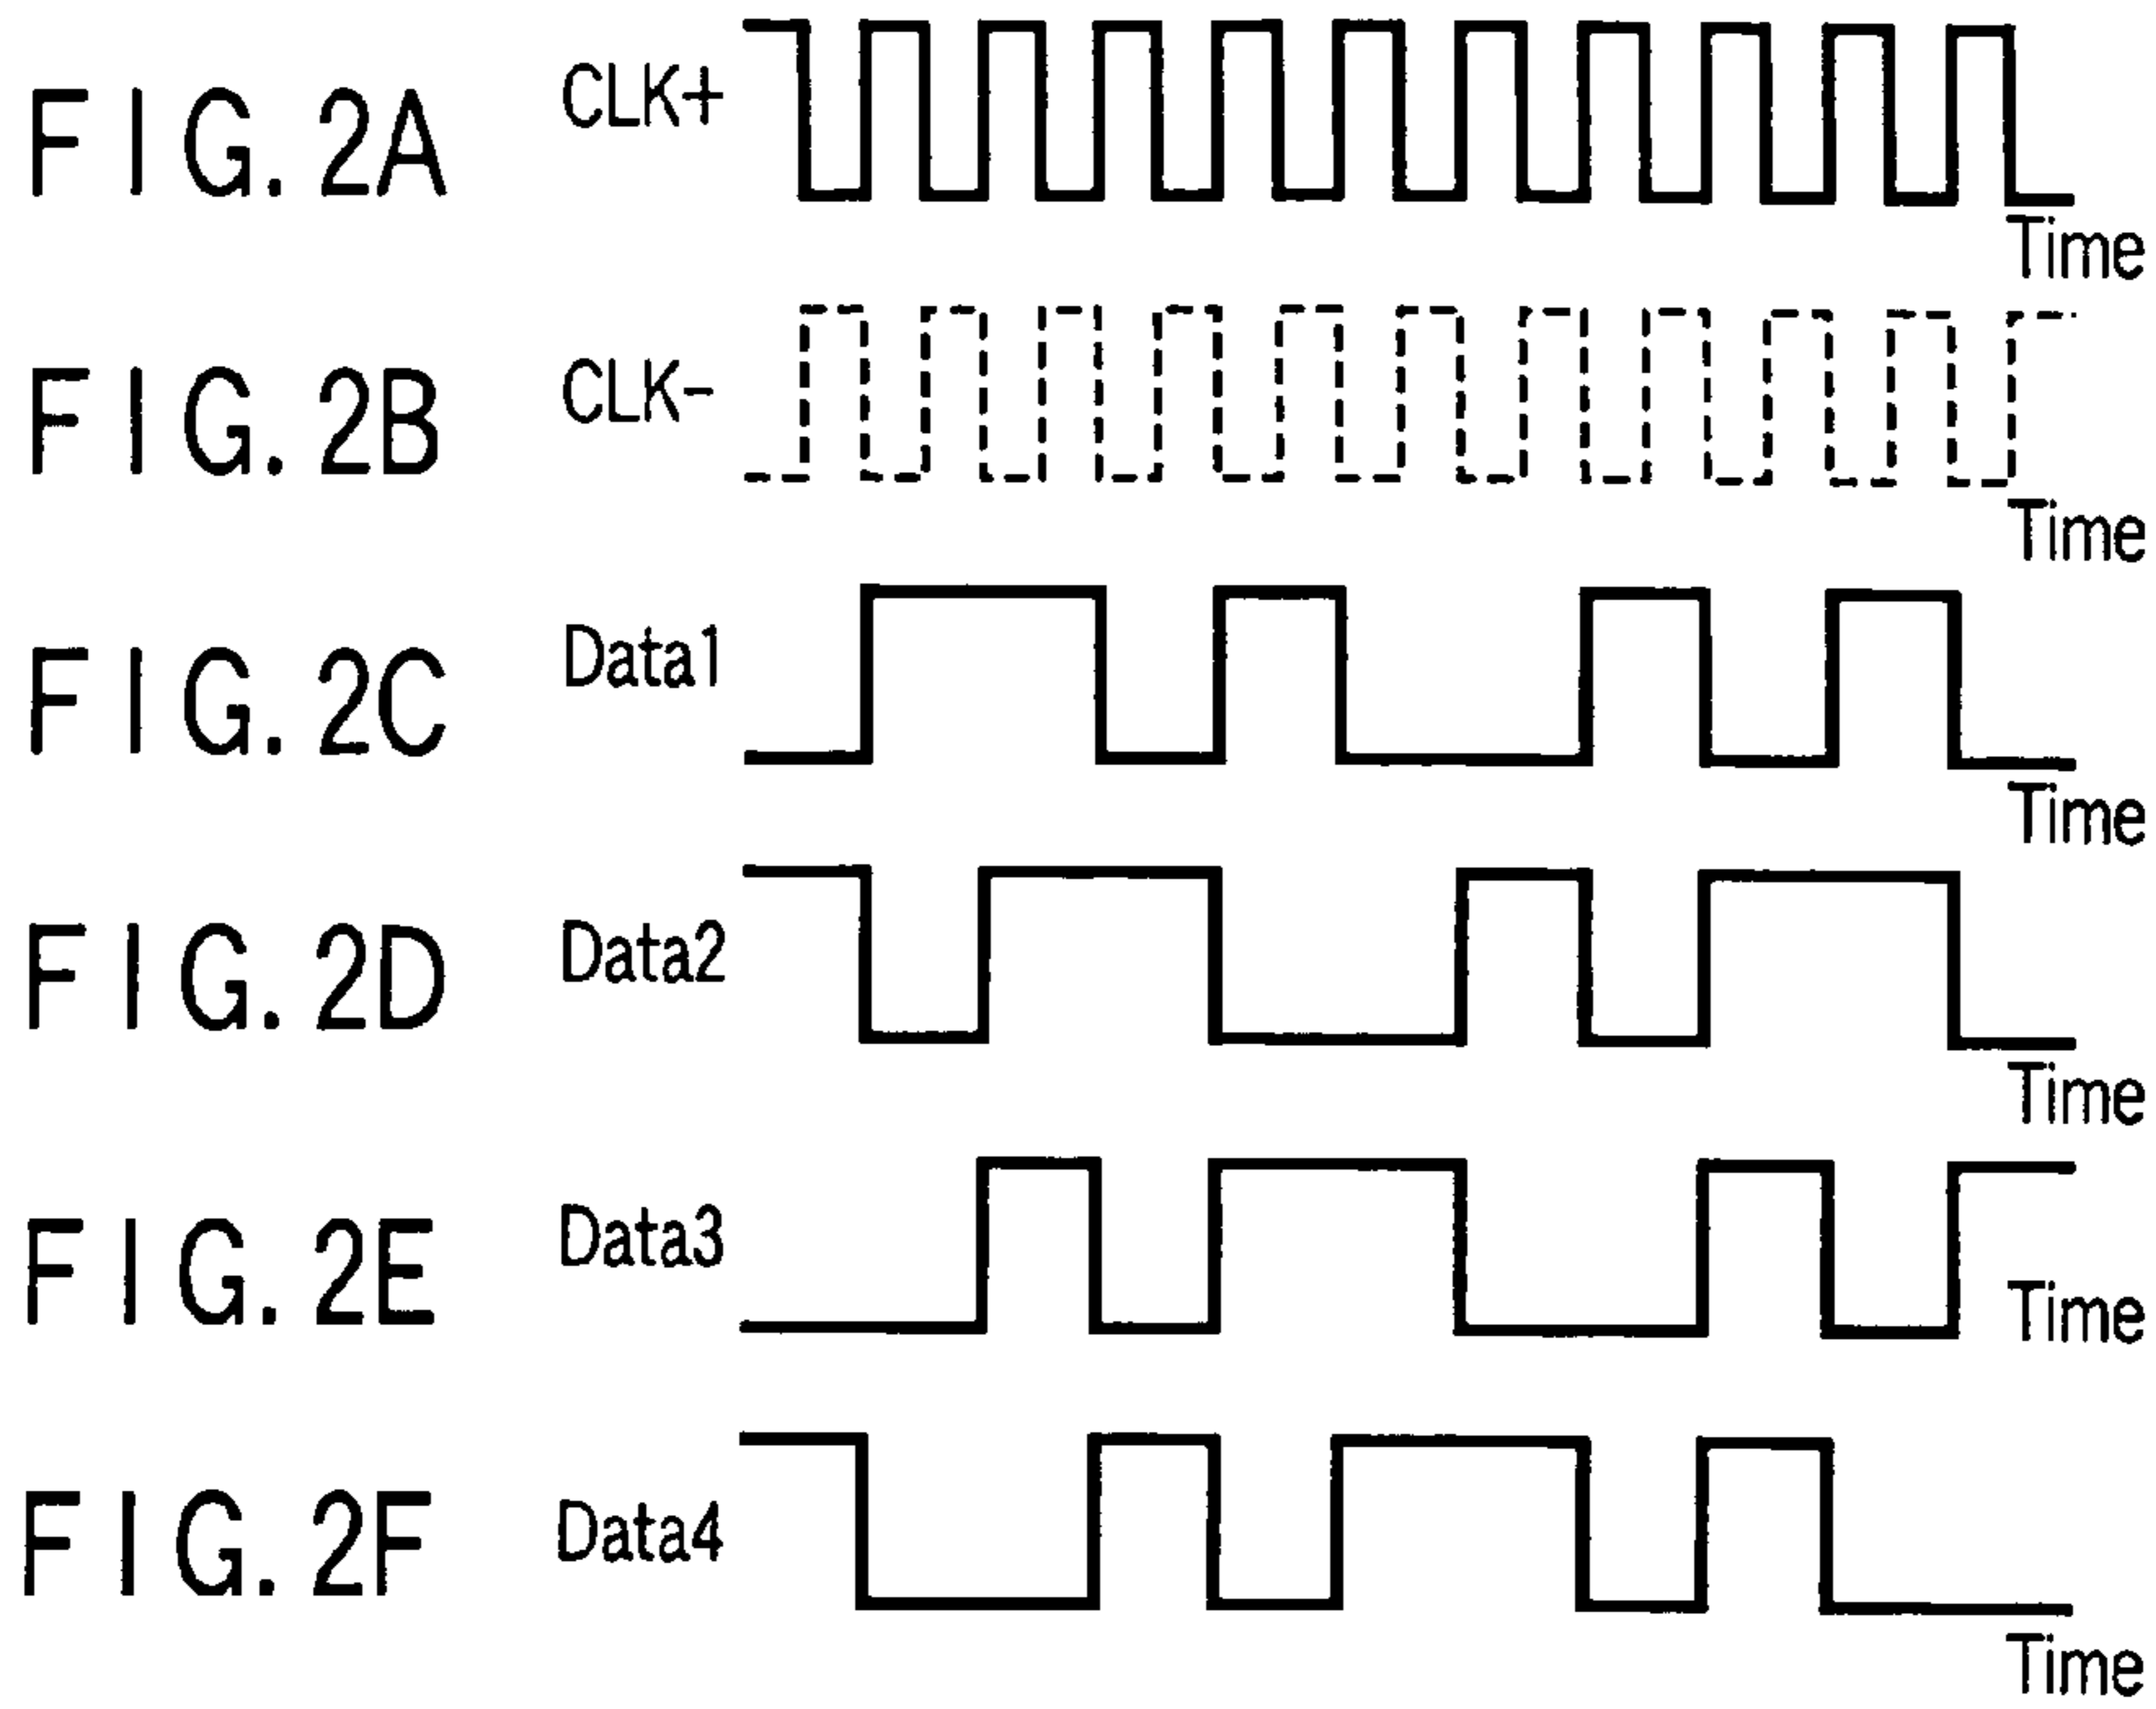 FIG. 2A
CLK+
Time
FIG. 2B
CLK-
Time
FIG. 2C
Data1
Time
FIG. 2D
Data2
Time
FIG. 2E
Data3
Time
FIG. 2F
Data4
Time